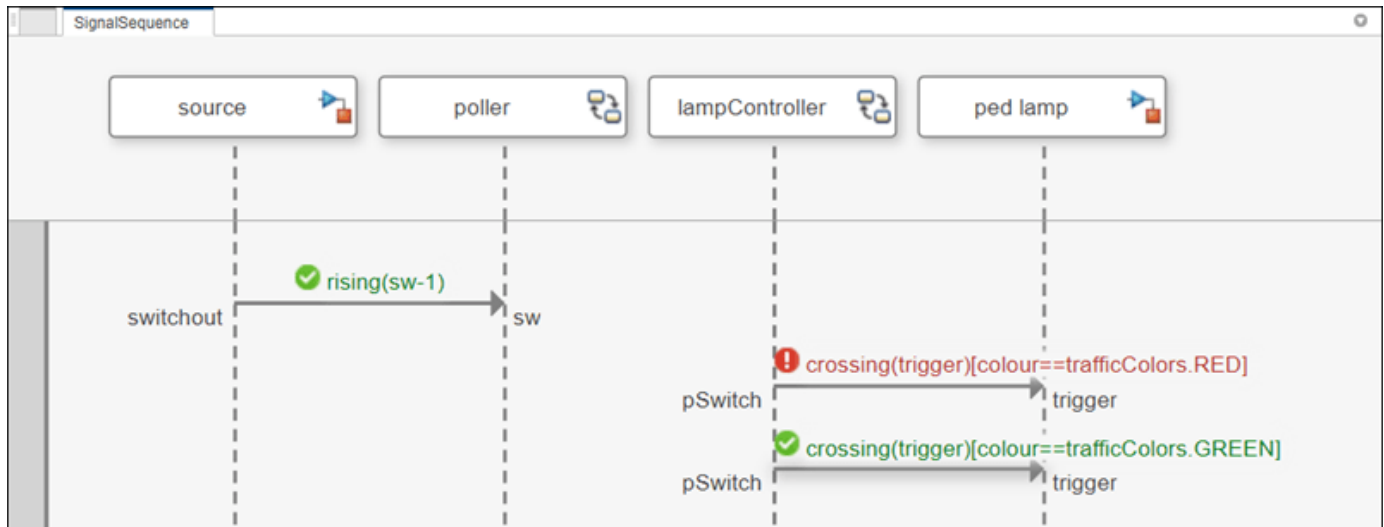 SignalSequence
source
poller
lampController
ped lamp
rising(sw-1)
switchout
sw
crossing(trigger)[colour==trafficColors.RED]
pSwitch
trigger
crossing(trigger)[colour==trafficColors.GREEN]
pSwitch
trigger